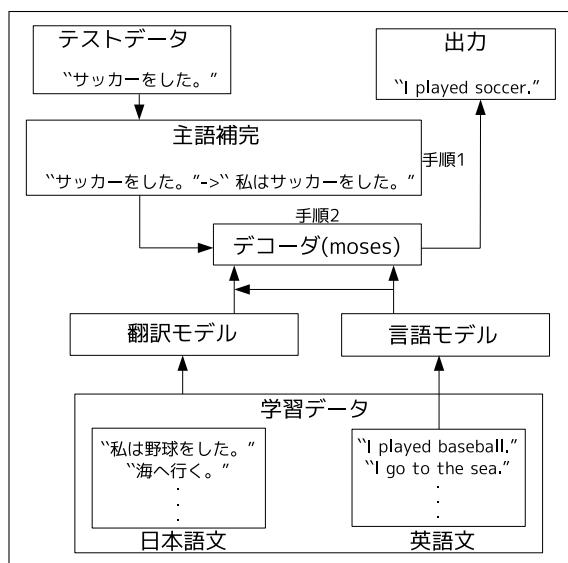 テストデータ
``サッカーをした。”
出力
``I played soccer.”
主語補完
``サッカーをした。”->`` 私はサッカーをした。”
手順1
手順2
デコーダ(moses)
翻訳モデル
言語モデル
学習データ
``私は野球をした。”
``海へ行く。”
.
.
.
日本語文
``I played baseball.”
``I go to the sea.”
.
.
.
英語文